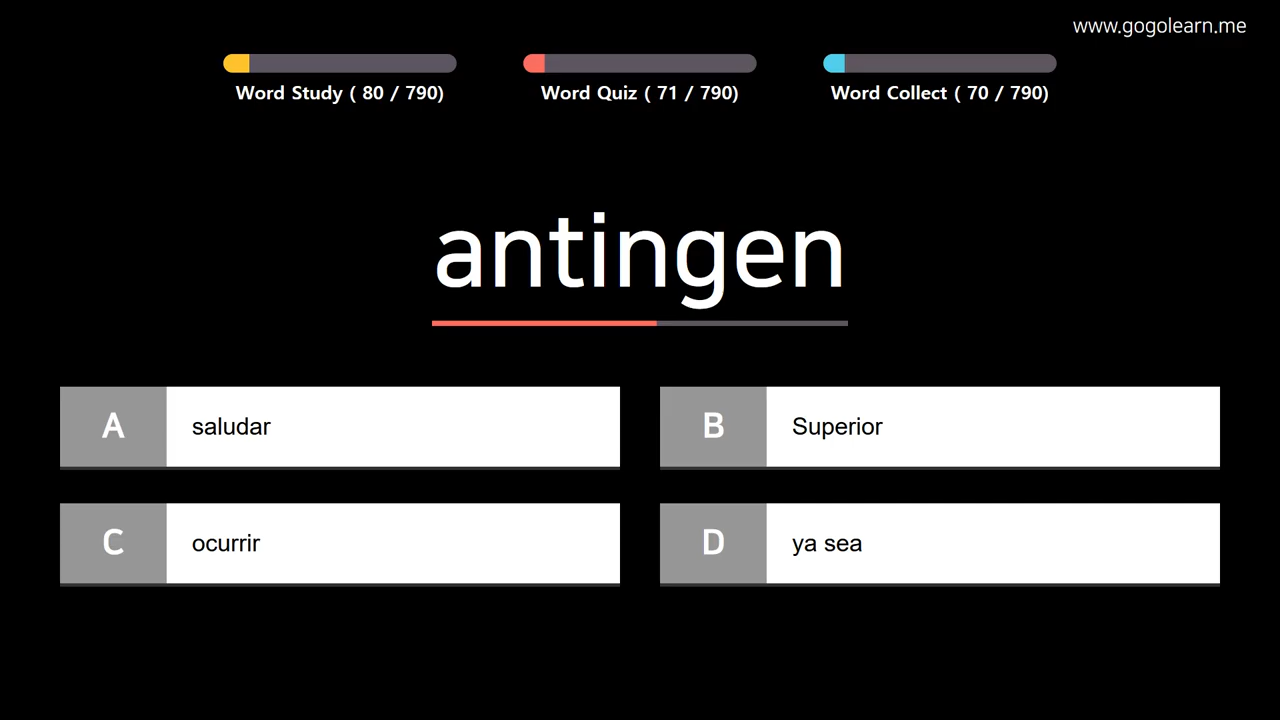 www.gogolearn.me
Word Study ( 80 / 790)
Word Quiz ( 71 / 790)
Word Collect ( 70 / 790)
antingen
A saludar
B Superior
C ocurrir
D ya sea